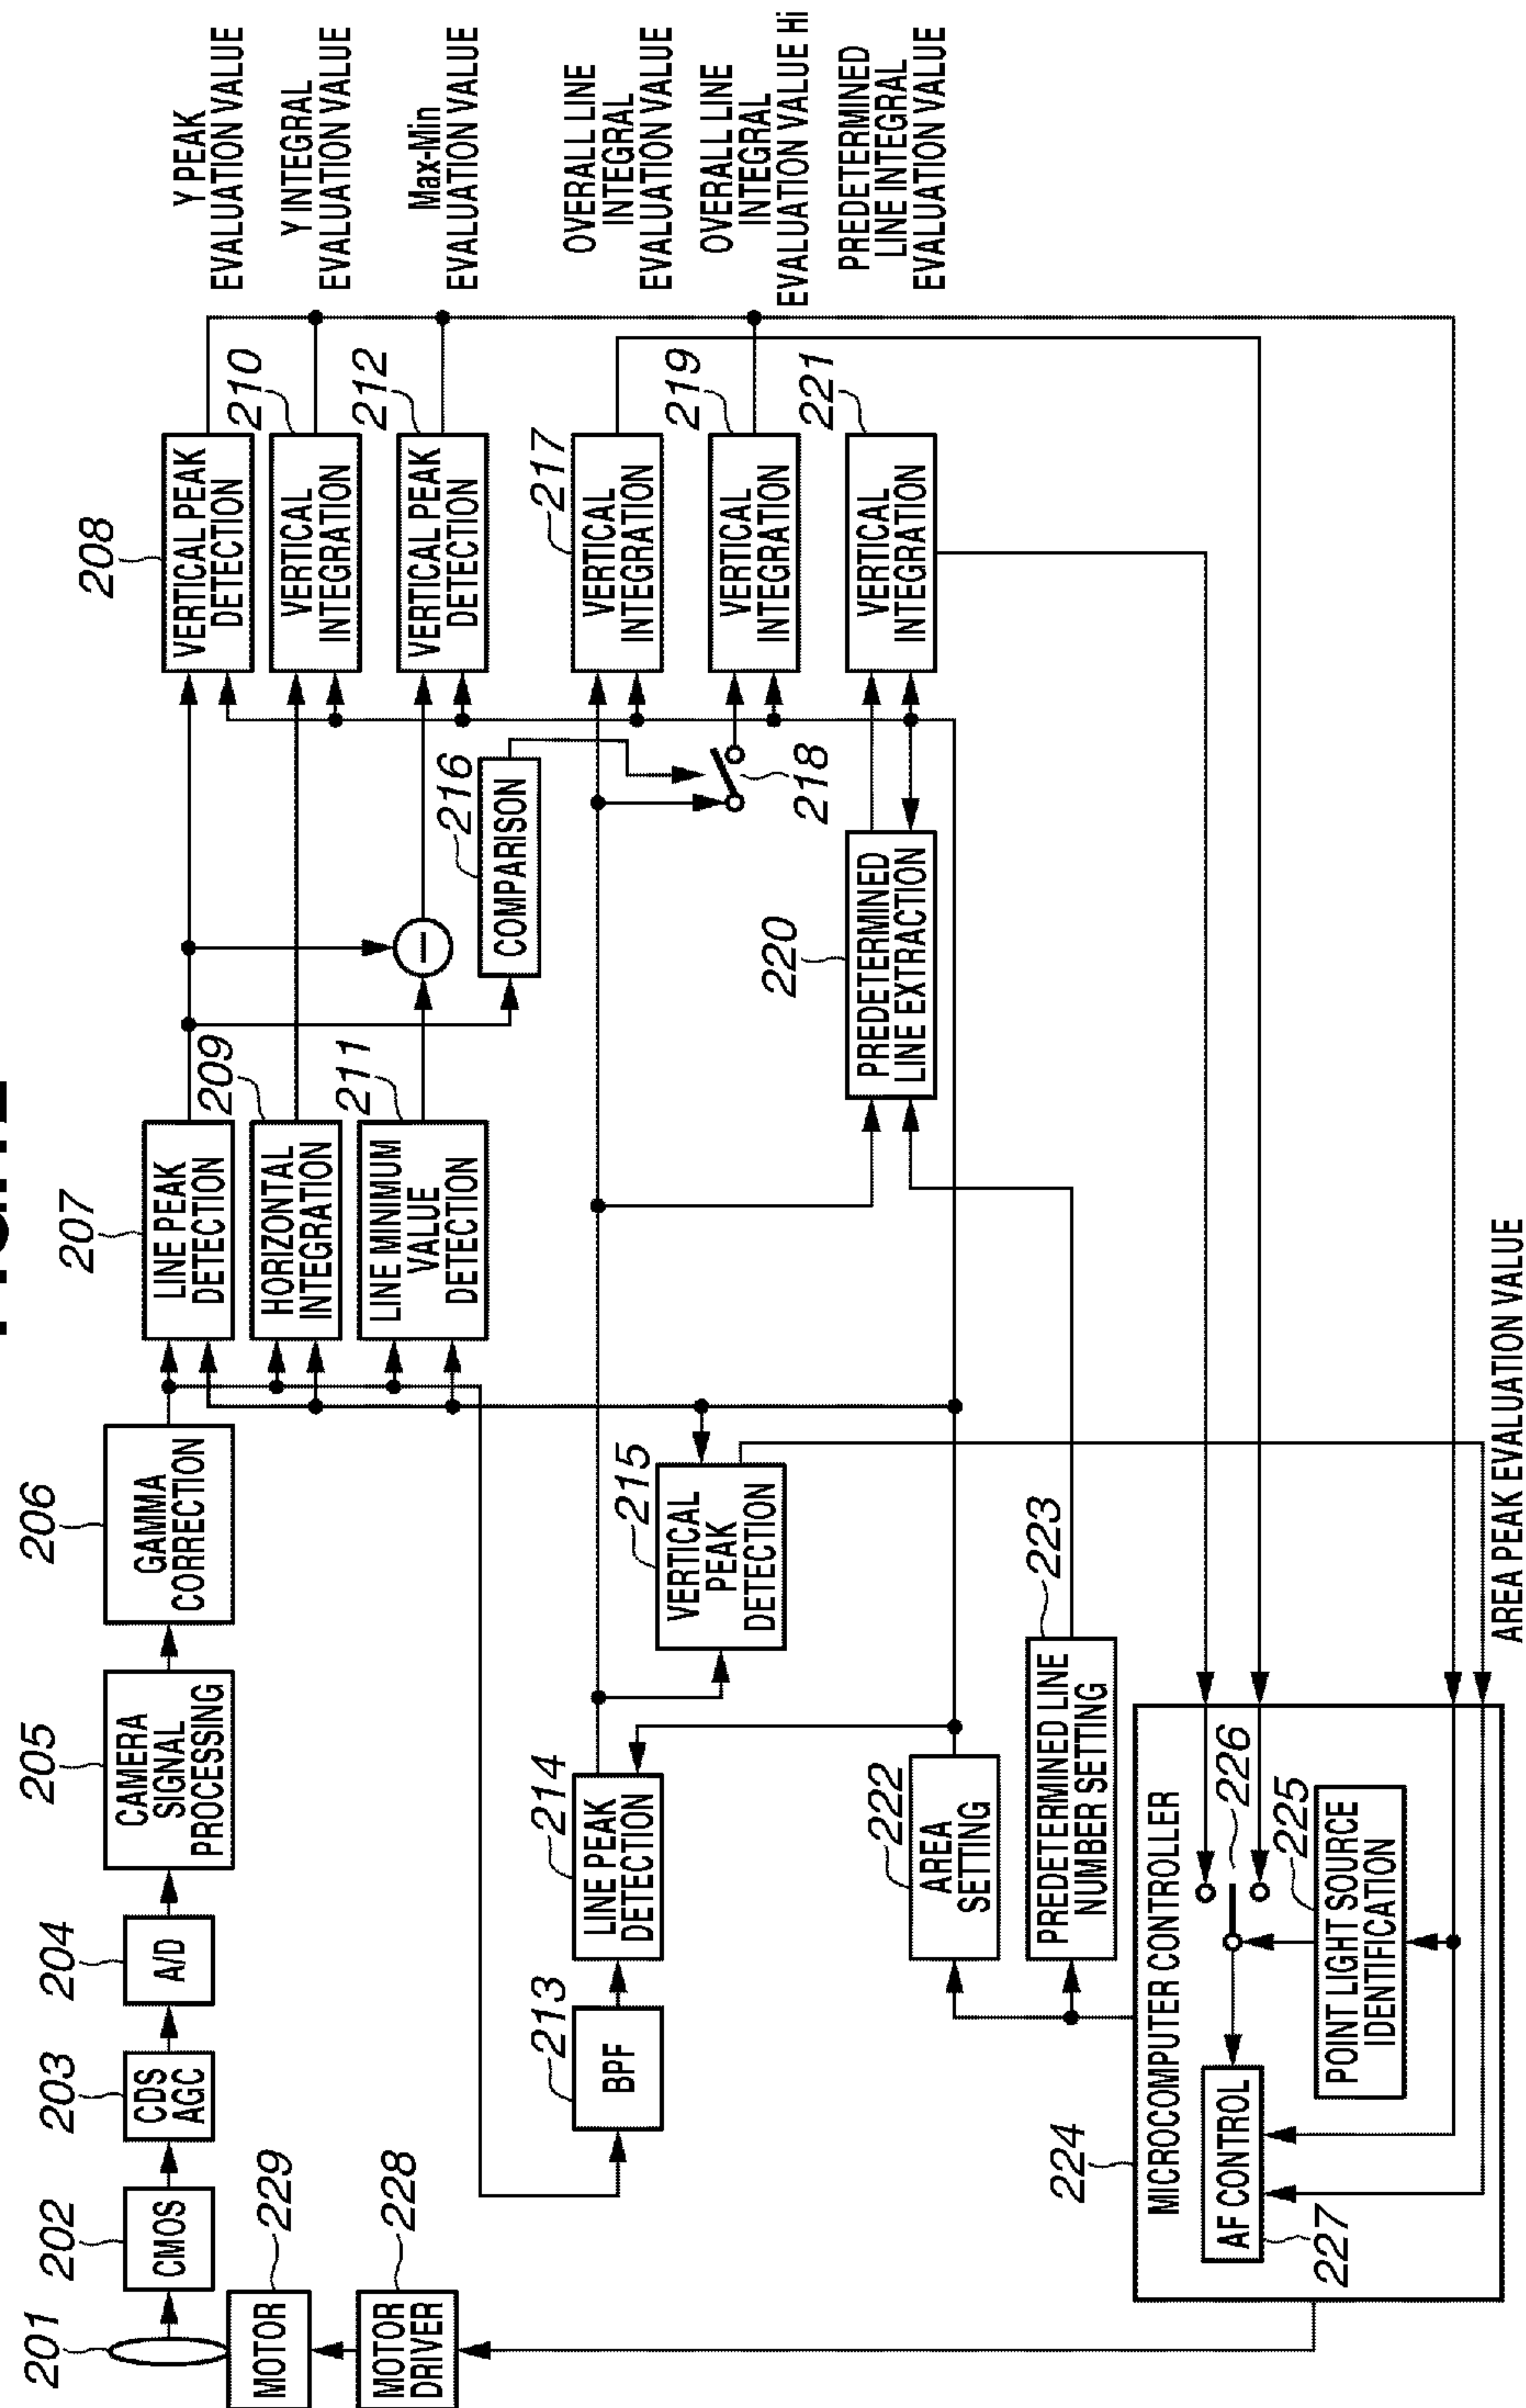 201
202
203
204
205
206
207
208
CMOS
CDS
AGC
A/D
CAMERA
SIGNAL
PROCESSING
GAMMA
CORRECTION
LINE PEAK
DETECTION
VERTICAL PEAK
DETECTION
Y PEAK
EVALUATION VALUE
209
HORIZONTAL
INTEGRATION
210
VERTICAL
INTEGRATION
Y INTEGRAL
EVALUATION VALUE
211
LINE MINIMUM
VALUE
DETECTION
212
VERTICAL PEAK
DETECTION
Max-Min
EVALUATION VALUE
MOTOR
229
MOTOR
DRIVER
228
216
COMPARISON
213
BPF
214
LINE PEAK
DETECTION
217
VERTICAL
INTEGRATION
OVERALL LINE
INTEGRAL
EVALUATION VALUE
215
VERTICAL
PEAK
DETECTION
218
219
VERTICAL
INTEGRATION
OVERALL LINE
INTEGRAL
EVALUATION VALUE Hi
220
PREDETERMINED
LINE EXTRACTION
221
VERTICAL
INTEGRATION
PREDETERMINED
LINE INTEGRAL
EVALUATION VALUE
222
AREA
SETTING
223
PREDETERMINED LINE
NUMBER SETTING
224
MICROCOMPUTER CONTROLLER
226
AF CONTROL
227
225
POINT LIGHT SOURCE
IDENTIFICATION
AREA PEAK EVALUATION VALUE